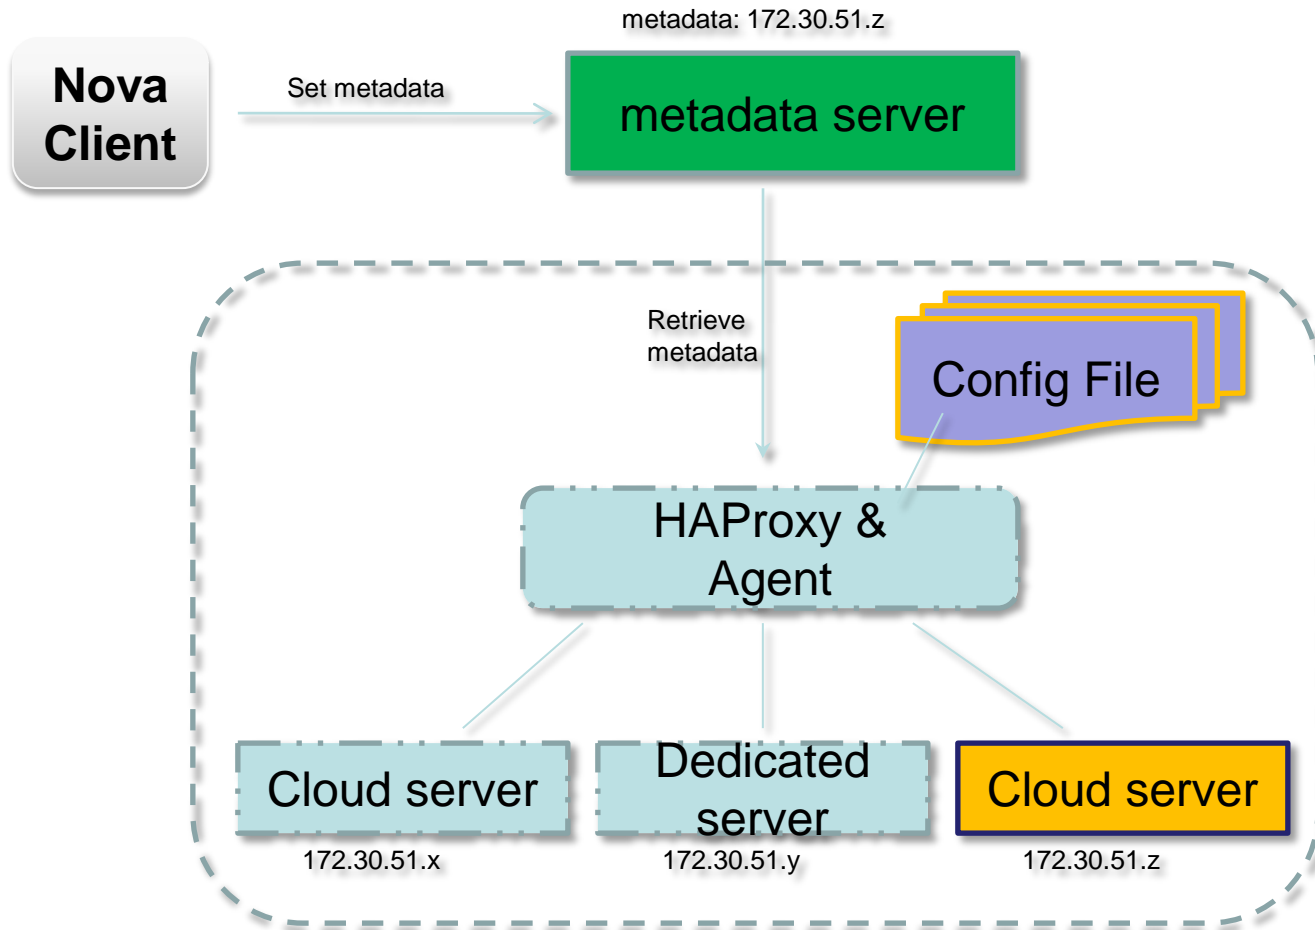 metadata: 172.30.51.z
Nova
Client
Set metadata
metadata server
Retrieve
metadata
Config File
HAProxy &
Agent
Cloud server
Dedicated
server
Cloud server
172.30.51.x
172.30.51.y
172.30.51.z